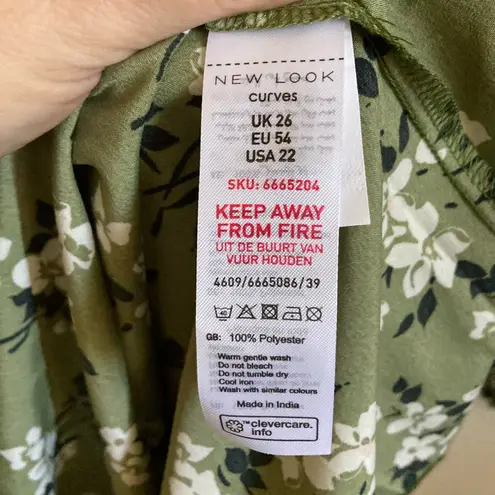 NEW LOOK
curves
UK 26
EU 54
USA 22
SKU: 6665204
KEEP AWAY
FROM FIRE
UIT DE BUURT VAN
VUUR HOUDEN
4609/6665086/39
40
GB: 100% Polyester
Warm gentle wash
Do not bleach
Do not tumble dry
Cool iron
Wash with similar colours
Made in India
™clevercare.
info